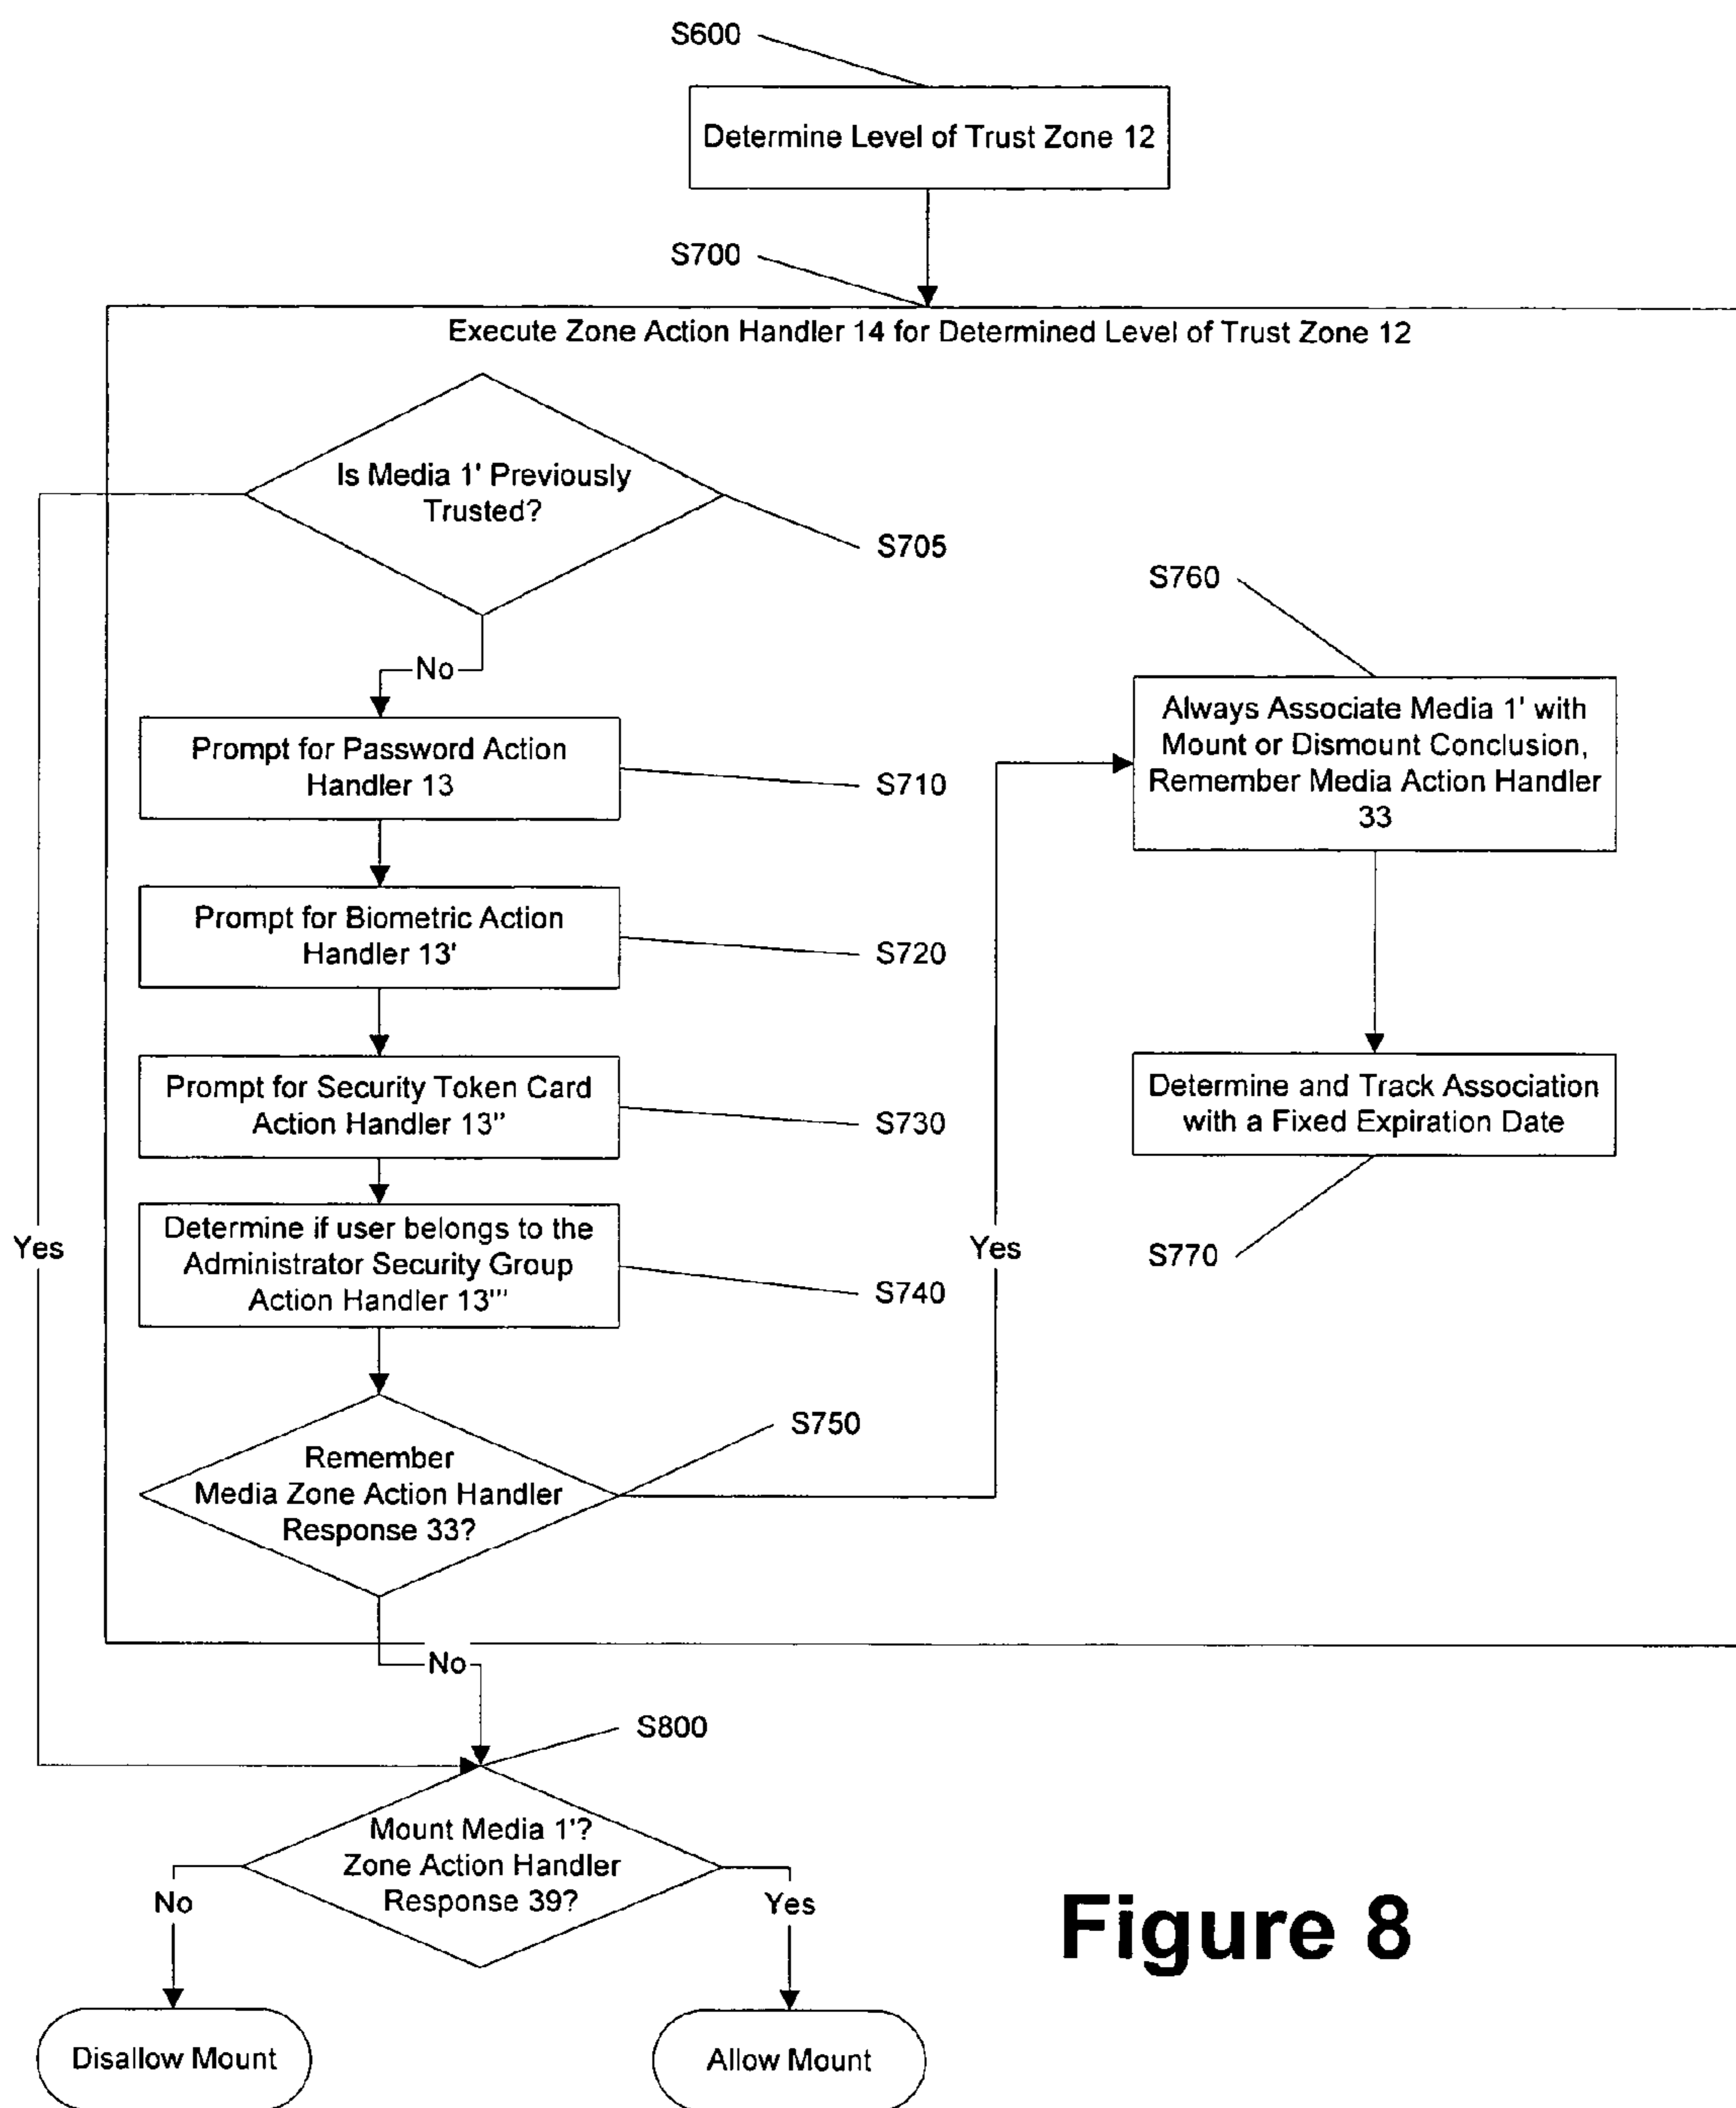 S600
Determine Level of Trust Zone 12
S700
Execute Zone Action Handler 14 for Determined Level of Trust Zone 12
Is Media 1' Previously
Trusted?
S705
S760
No
Always Associate Media 1' with
Mount or Dismount Conclusion,
Remember Media Action Handler
33
Prompt for Password Action
Handler 13
S710
Prompt for Biometric Action
Handler 13'
S720
Prompt for Security Token Card
Action Handler 13''
S730
Determine and Track Association
with a Fixed Expiration Date
S770
Determine if user belongs to the
Administrator Security Group
Action Handler 13'''
S740
Yes
Yes
S750
Remember
Media Zone Action Handler
Response 33?
No
S800
Mount Media 1'?
Zone Action Handler
Response 39?
No
Yes
Disallow Mount
Allow Mount
Figure 8